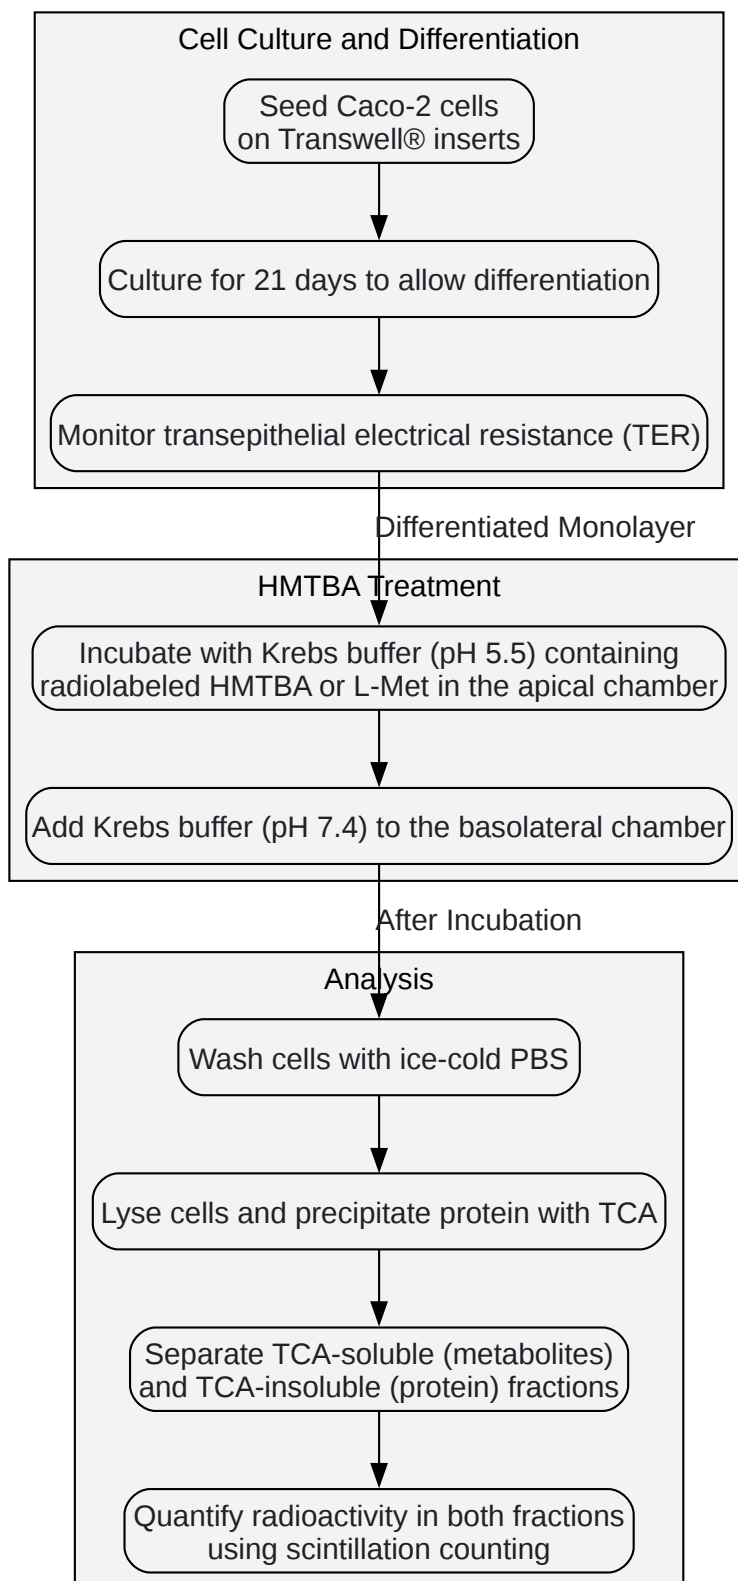 Cell Culture and Differentiation
Seed Caco-2 cells
on Transwell® inserts
Culture for 21 days to allow differentiation
Monitor transepithelial electrical resistance (TER)
Differentiated Monolayer
HMTBA Treatment
Incubate with Krebs buffer (pH 5.5) containing
radiolabeled HMTBA or L-Met in the apical chamber
Add Krebs buffer (pH 7.4) to the basolateral chamber
After Incubation
Analysis
Wash cells with ice-cold PBS
Lyse cells and precipitate protein with TCA
Separate TCA-soluble (metabolites)
and TCA-insoluble (protein) fractions
Quantify radioactivity in both fractions
using scintillation counting